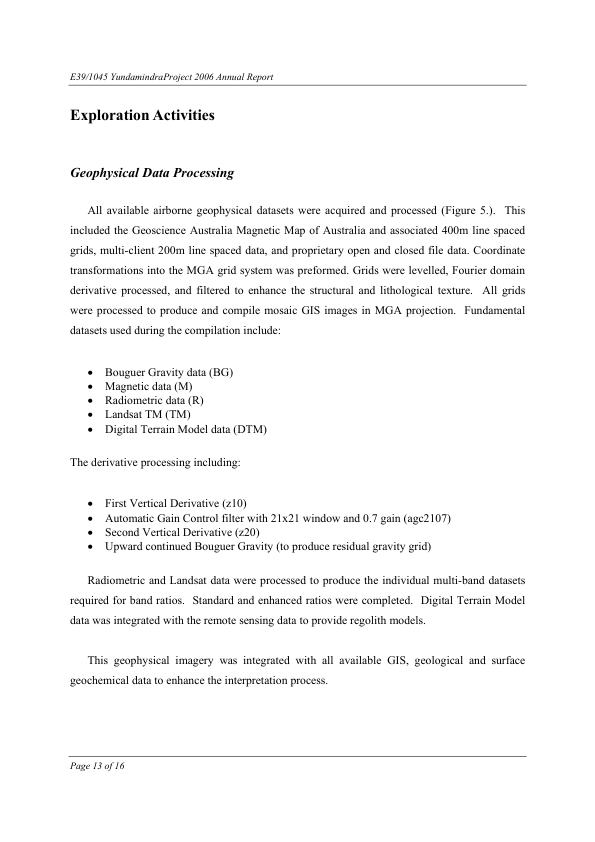 E39/1045 YundamindraProject 2006 Annual Report
Exploration Activities
Geophysical Data Processing
All available airborne geophysical datasets were acquired and processed (Figure 5.).  This
included the Geoscience Australia Magnetic Map of Australia and associated 400m line spaced
grids, multi-client 200m line spaced data, and proprietary open and closed file data. Coordinate
transformations into the MGA grid system was preformed. Grids were levelled, Fourier domain
derivative processed, and filtered to enhance the structural and lithological texture.  All grids
were processed to produce and compile mosaic GIS images in MGA projection.  Fundamental
datasets used during the compilation include:
• Bouguer Gravity data (BG)
• Magnetic data (M)
• Radiometric data (R)
• Landsat TM (TM)
• Digital Terrain Model data (DTM)
The derivative processing including:
• First Vertical Derivative (z10)
• Automatic Gain Control filter with 21x21 window and 0.7 gain (agc2107)
• Second Vertical Derivative (z20)
• Upward continued Bouguer Gravity (to produce residual gravity grid)
Radiometric and Landsat data were processed to produce the individual multi-band datasets
required for band ratios.  Standard and enhanced ratios were completed.  Digital Terrain Model
data was integrated with the remote sensing data to provide regolith models.
This geophysical imagery was integrated with all available GIS, geological and surface
geochemical data to enhance the interpretation process.
Page 13 of 16